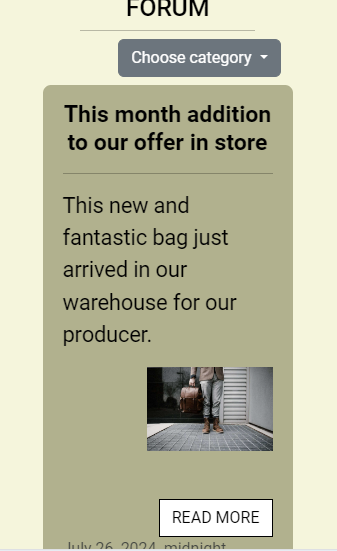 FORUM
Choose category
This month addition
to our offer in store
This new and
fantastic bag just
arrived in our
warehouse for our
producer.
READ MORE
July 26, 2024, midnight